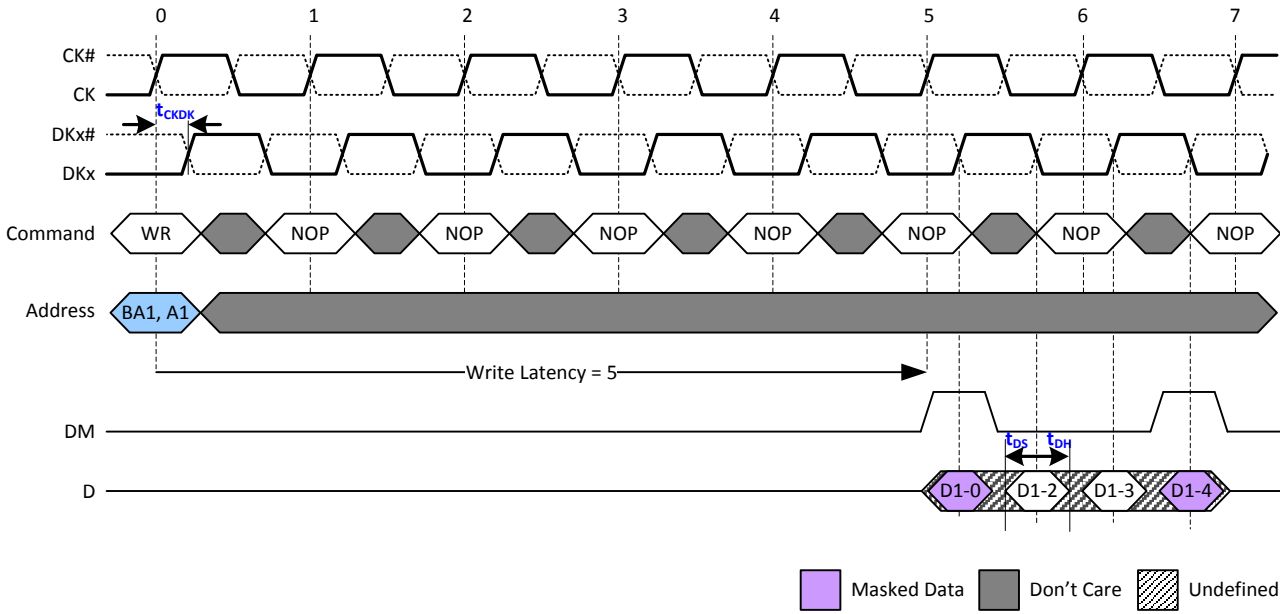 0 1 2 3 4 5 6 7
CK#
CK
tCKDK
DKx#
DKx
Command WR NOP NOP NOP NOP NOP NOP NOP
Address BA1, A1
Write Latency = 5
DM
tDS tDH
D D1-0 D1-2 D1-3 D1-4
Masked Data Don't Care Undefined